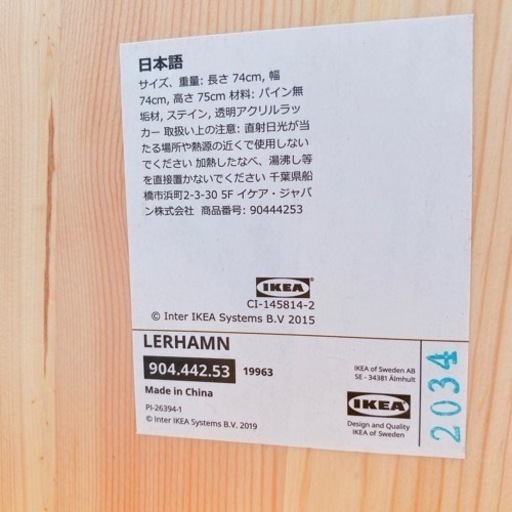 日本語
サイズ、重量: 長さ 74cm, 幅
74cm, 高さ 75cm 材料: パイン無
垢材, ステイン, 透明アクリルラッ
カー 取扱い上の注意: 直射日光が当
たる場所や熱源の近くで使用しない
でください 加熱したなべ、湯沸し等
を直接置かないでください 千葉県船
橋市浜町2-3-30 5F イケア・ジャパ
ン株式会社 商品番号: 90444253
IKEA
CI-145814-2
© Inter IKEA Systems B.V 2015
LERHAMN
904.442.53 19963
Made in China
PI-26394-1
© Inter IKEA Systems B.V. 2019
IKEA of Sweden AB
SE - 34381 Älmhult
IKEA
Design and Quality
IKEA of Sweden
2034